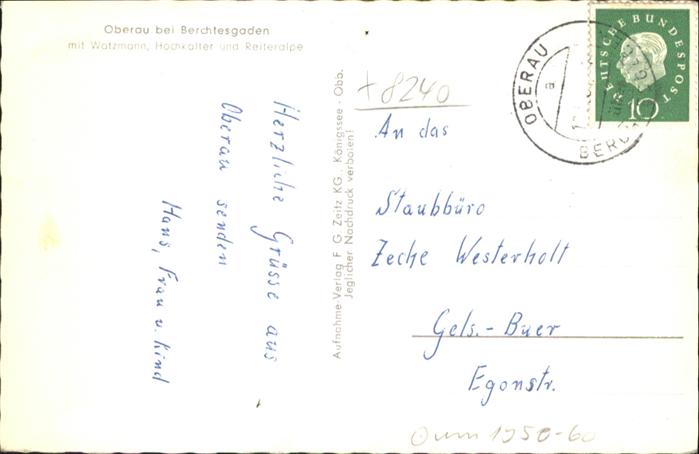 Oberau bei Berchtesgaden
mit Watzmann, Hochkalter und Reiteralpe
Herzliche Grüsse aus
Oberau senden
Hans, Frau u. Kind
Aufnahme-Verlag F. G. Zeitz KG., Königssee - Obb.
Jeglicher Nachdruck verboten!
+8240
DEUTSCHE BUNDESPOST
10
OBERAU
a
BERC
An das
Staubbüro
Zeche Westerholt
Gels.-Buer
Egonstr.
um 1950-60